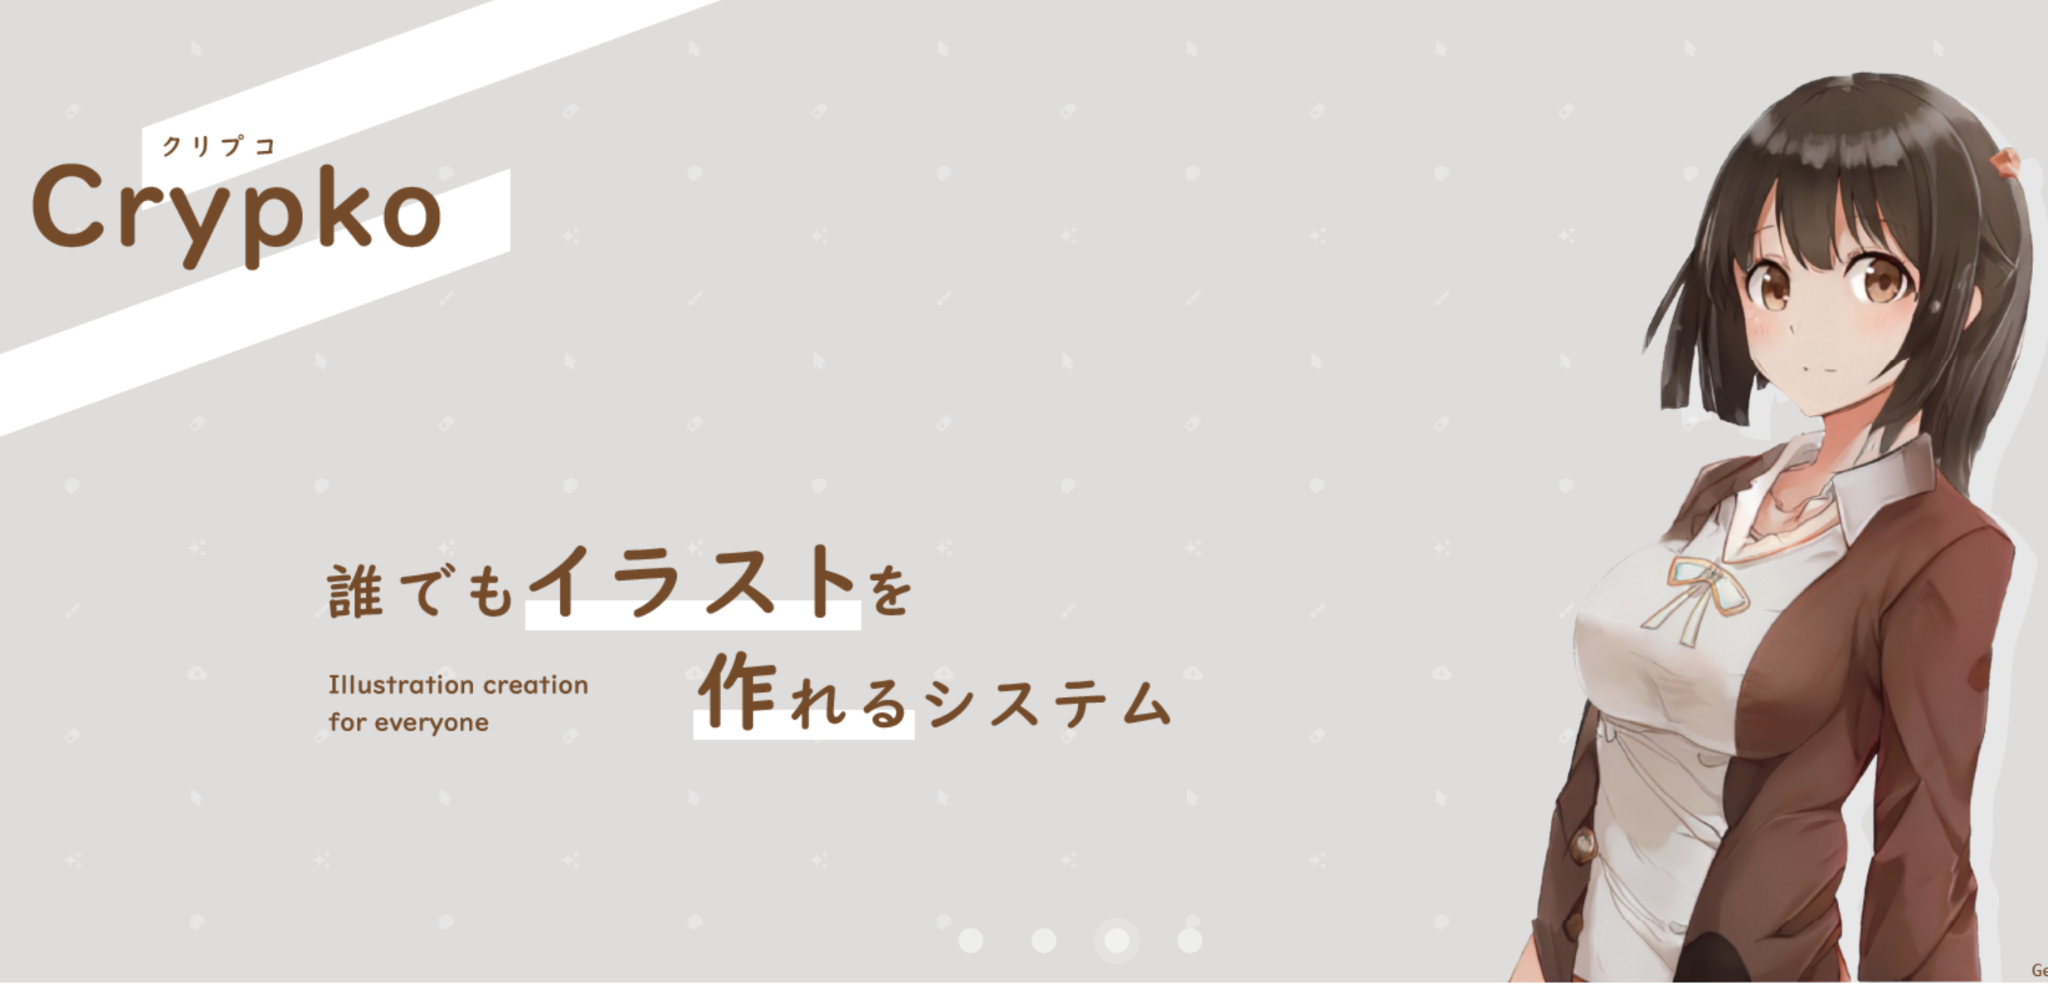 クリプコ
Crypko
誰でもイラストを
作れるシステム
Illustration creation
for everyone